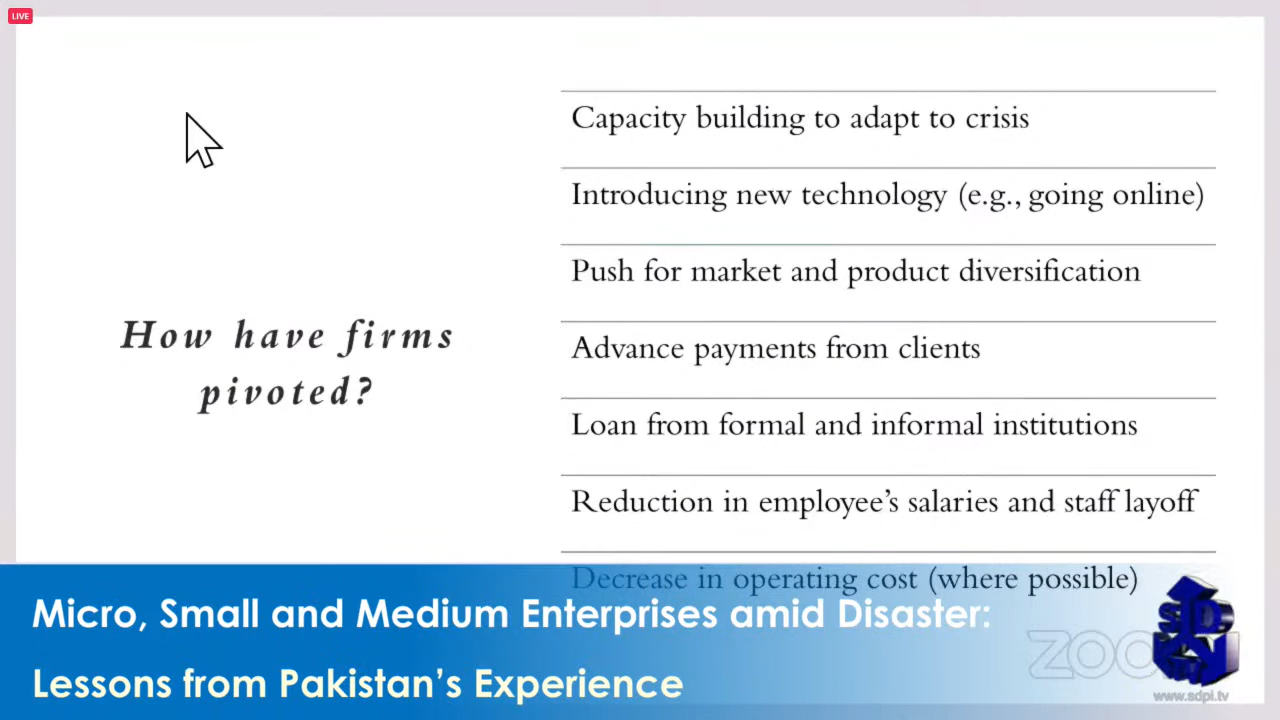 LIVE
How have firms
pivoted?
Capacity building to adapt to crisis
Introducing new technology (e.g., going online)
Push for market and product diversification
Advance payments from clients
Loan from formal and informal institutions
Reduction in employee’s salaries and staff layoff
Decrease in operating cost (where possible)
Micro, Small and Medium Enterprises amid Disaster:
Lessons from Pakistan’s Experience
www.sdpi.tv